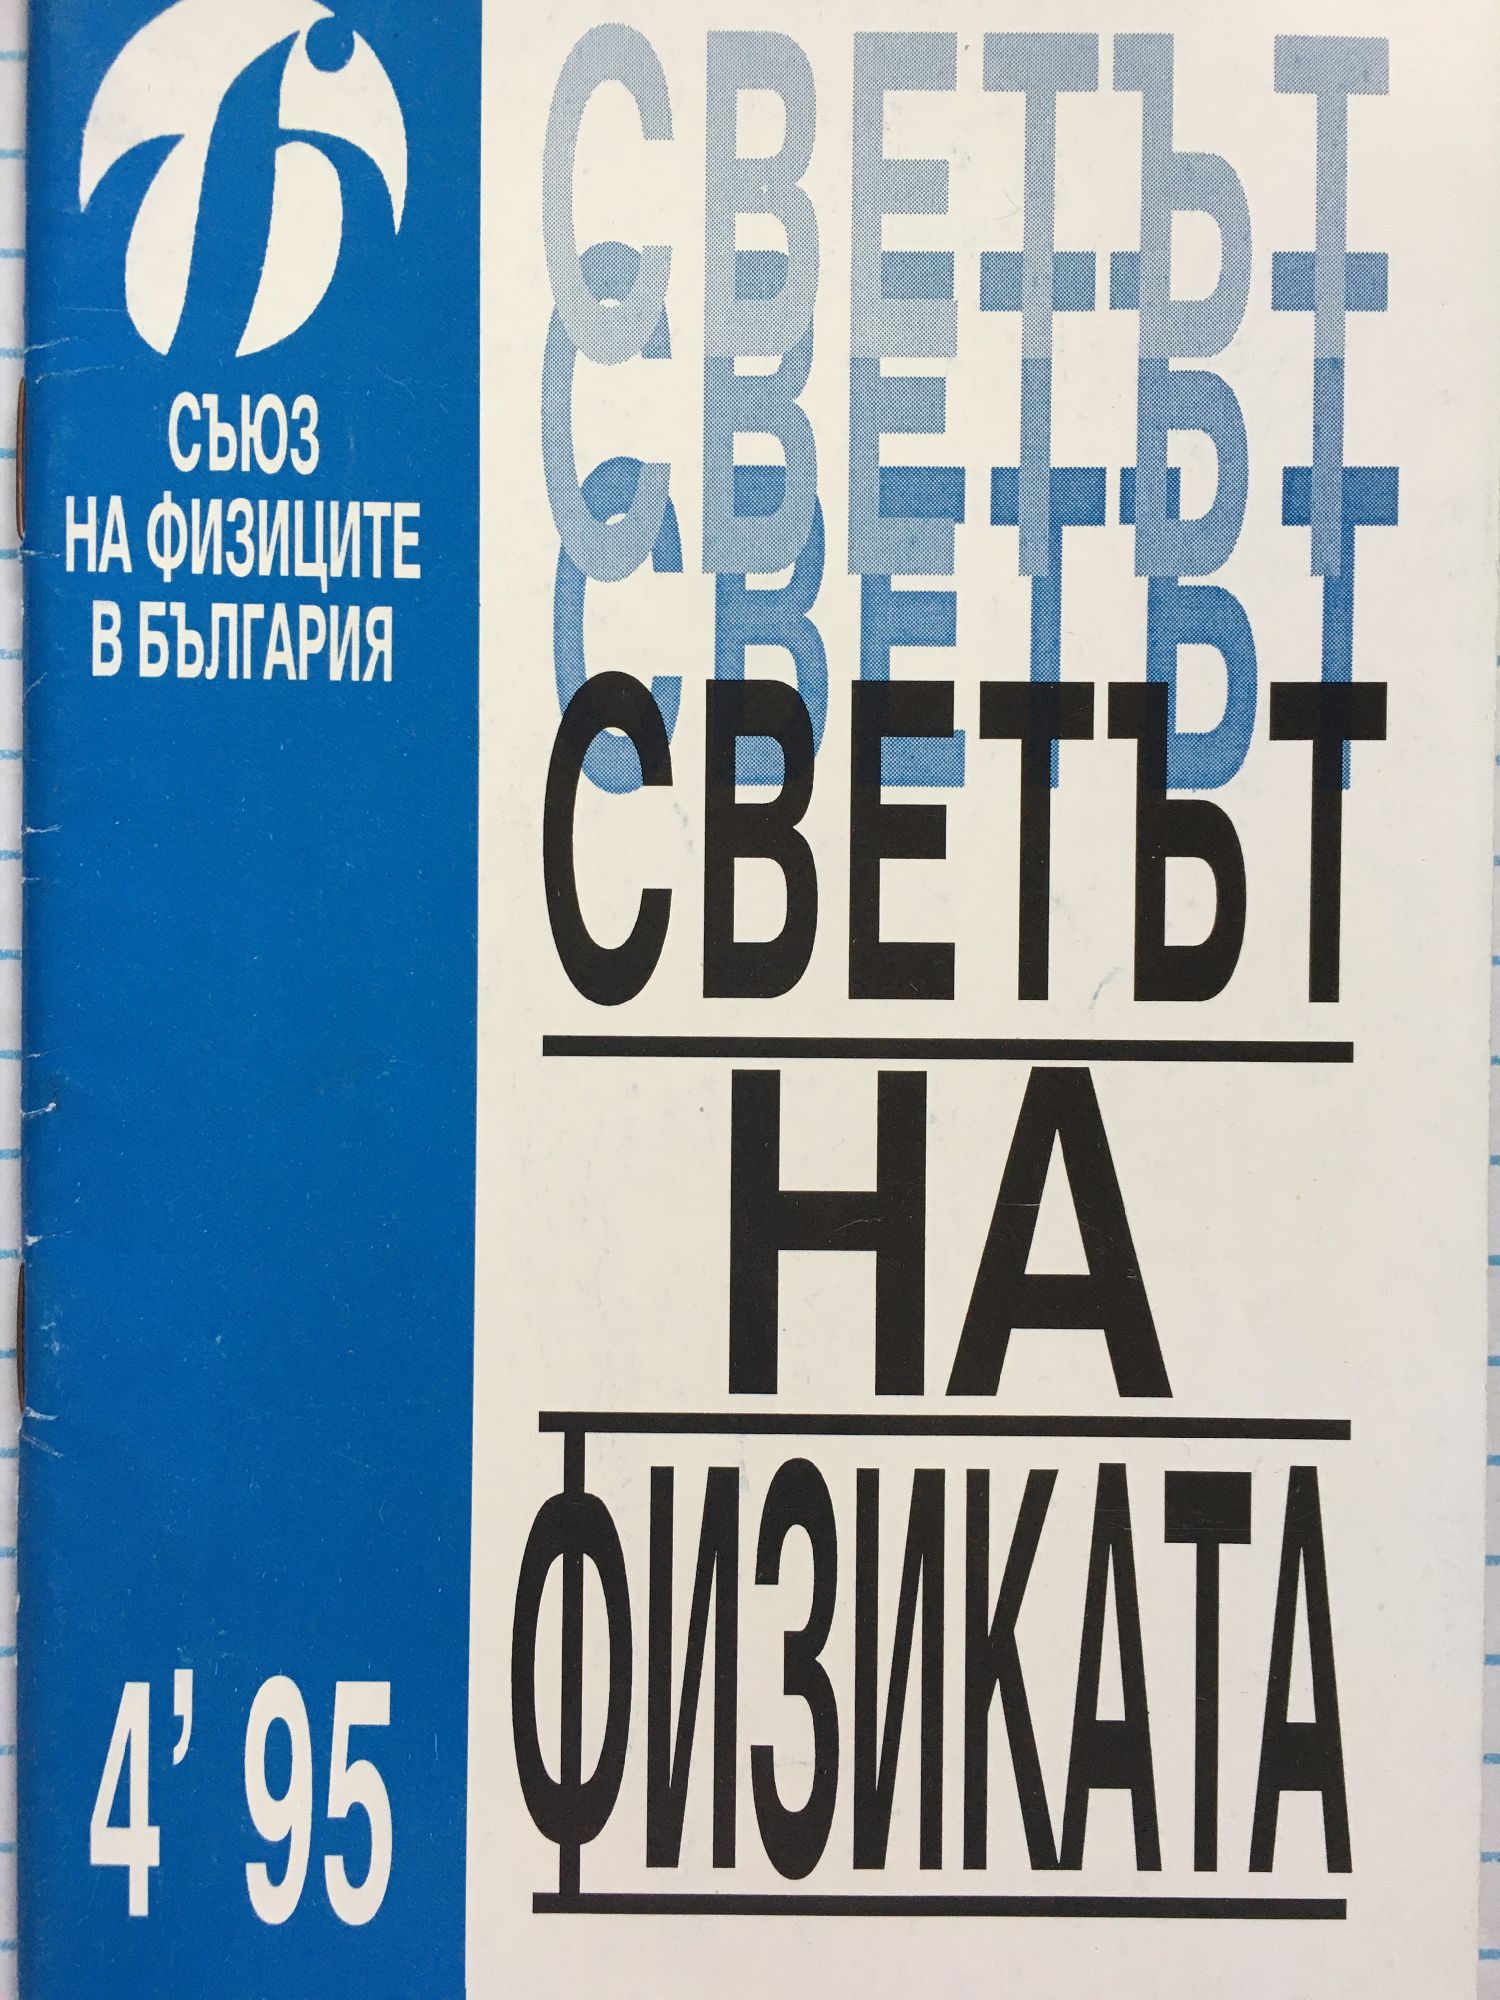 СЪЮЗ
НА ФИЗИЦИТЕ
В БЪЛГАРИЯ
4' 95
СВЕТЪТ
СВЕТЪТ
СВЕТЪТ
СВЕТЪТ
НА
ФИЗИКАТА